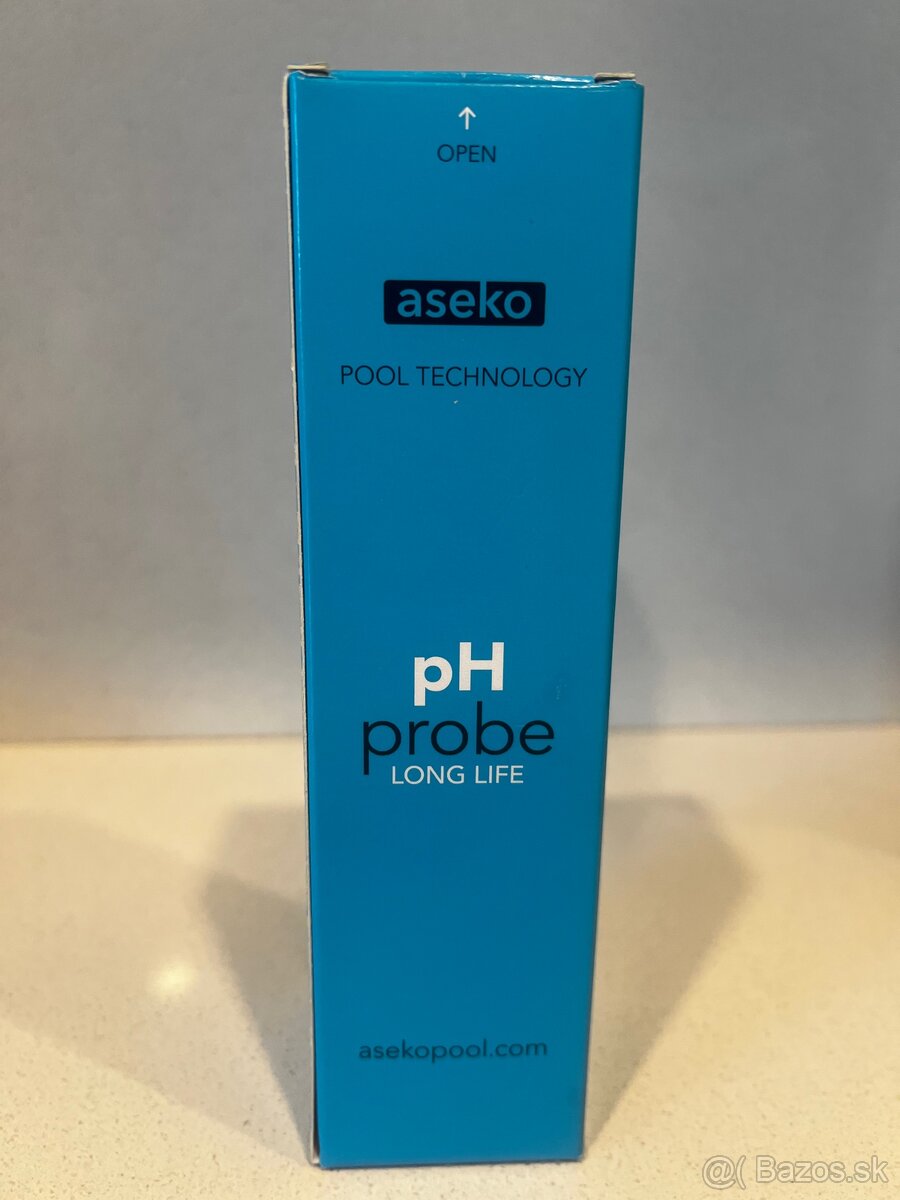 ↑
OPEN
aseko
POOL TECHNOLOGY
pH
probe
LONG LIFE
asekopool.com
@( Bazos.sk